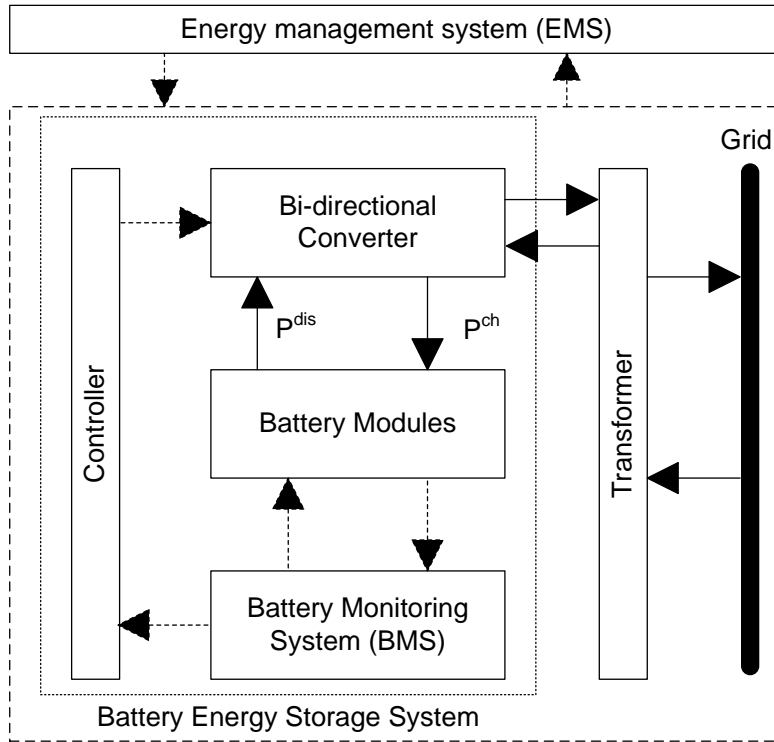 Energy management system (EMS)
Grid
Bi-directional
Converter
P^dis
P^ch
Controller
Battery Modules
Transformer
Battery Monitoring
System (BMS)
Battery Energy Storage System